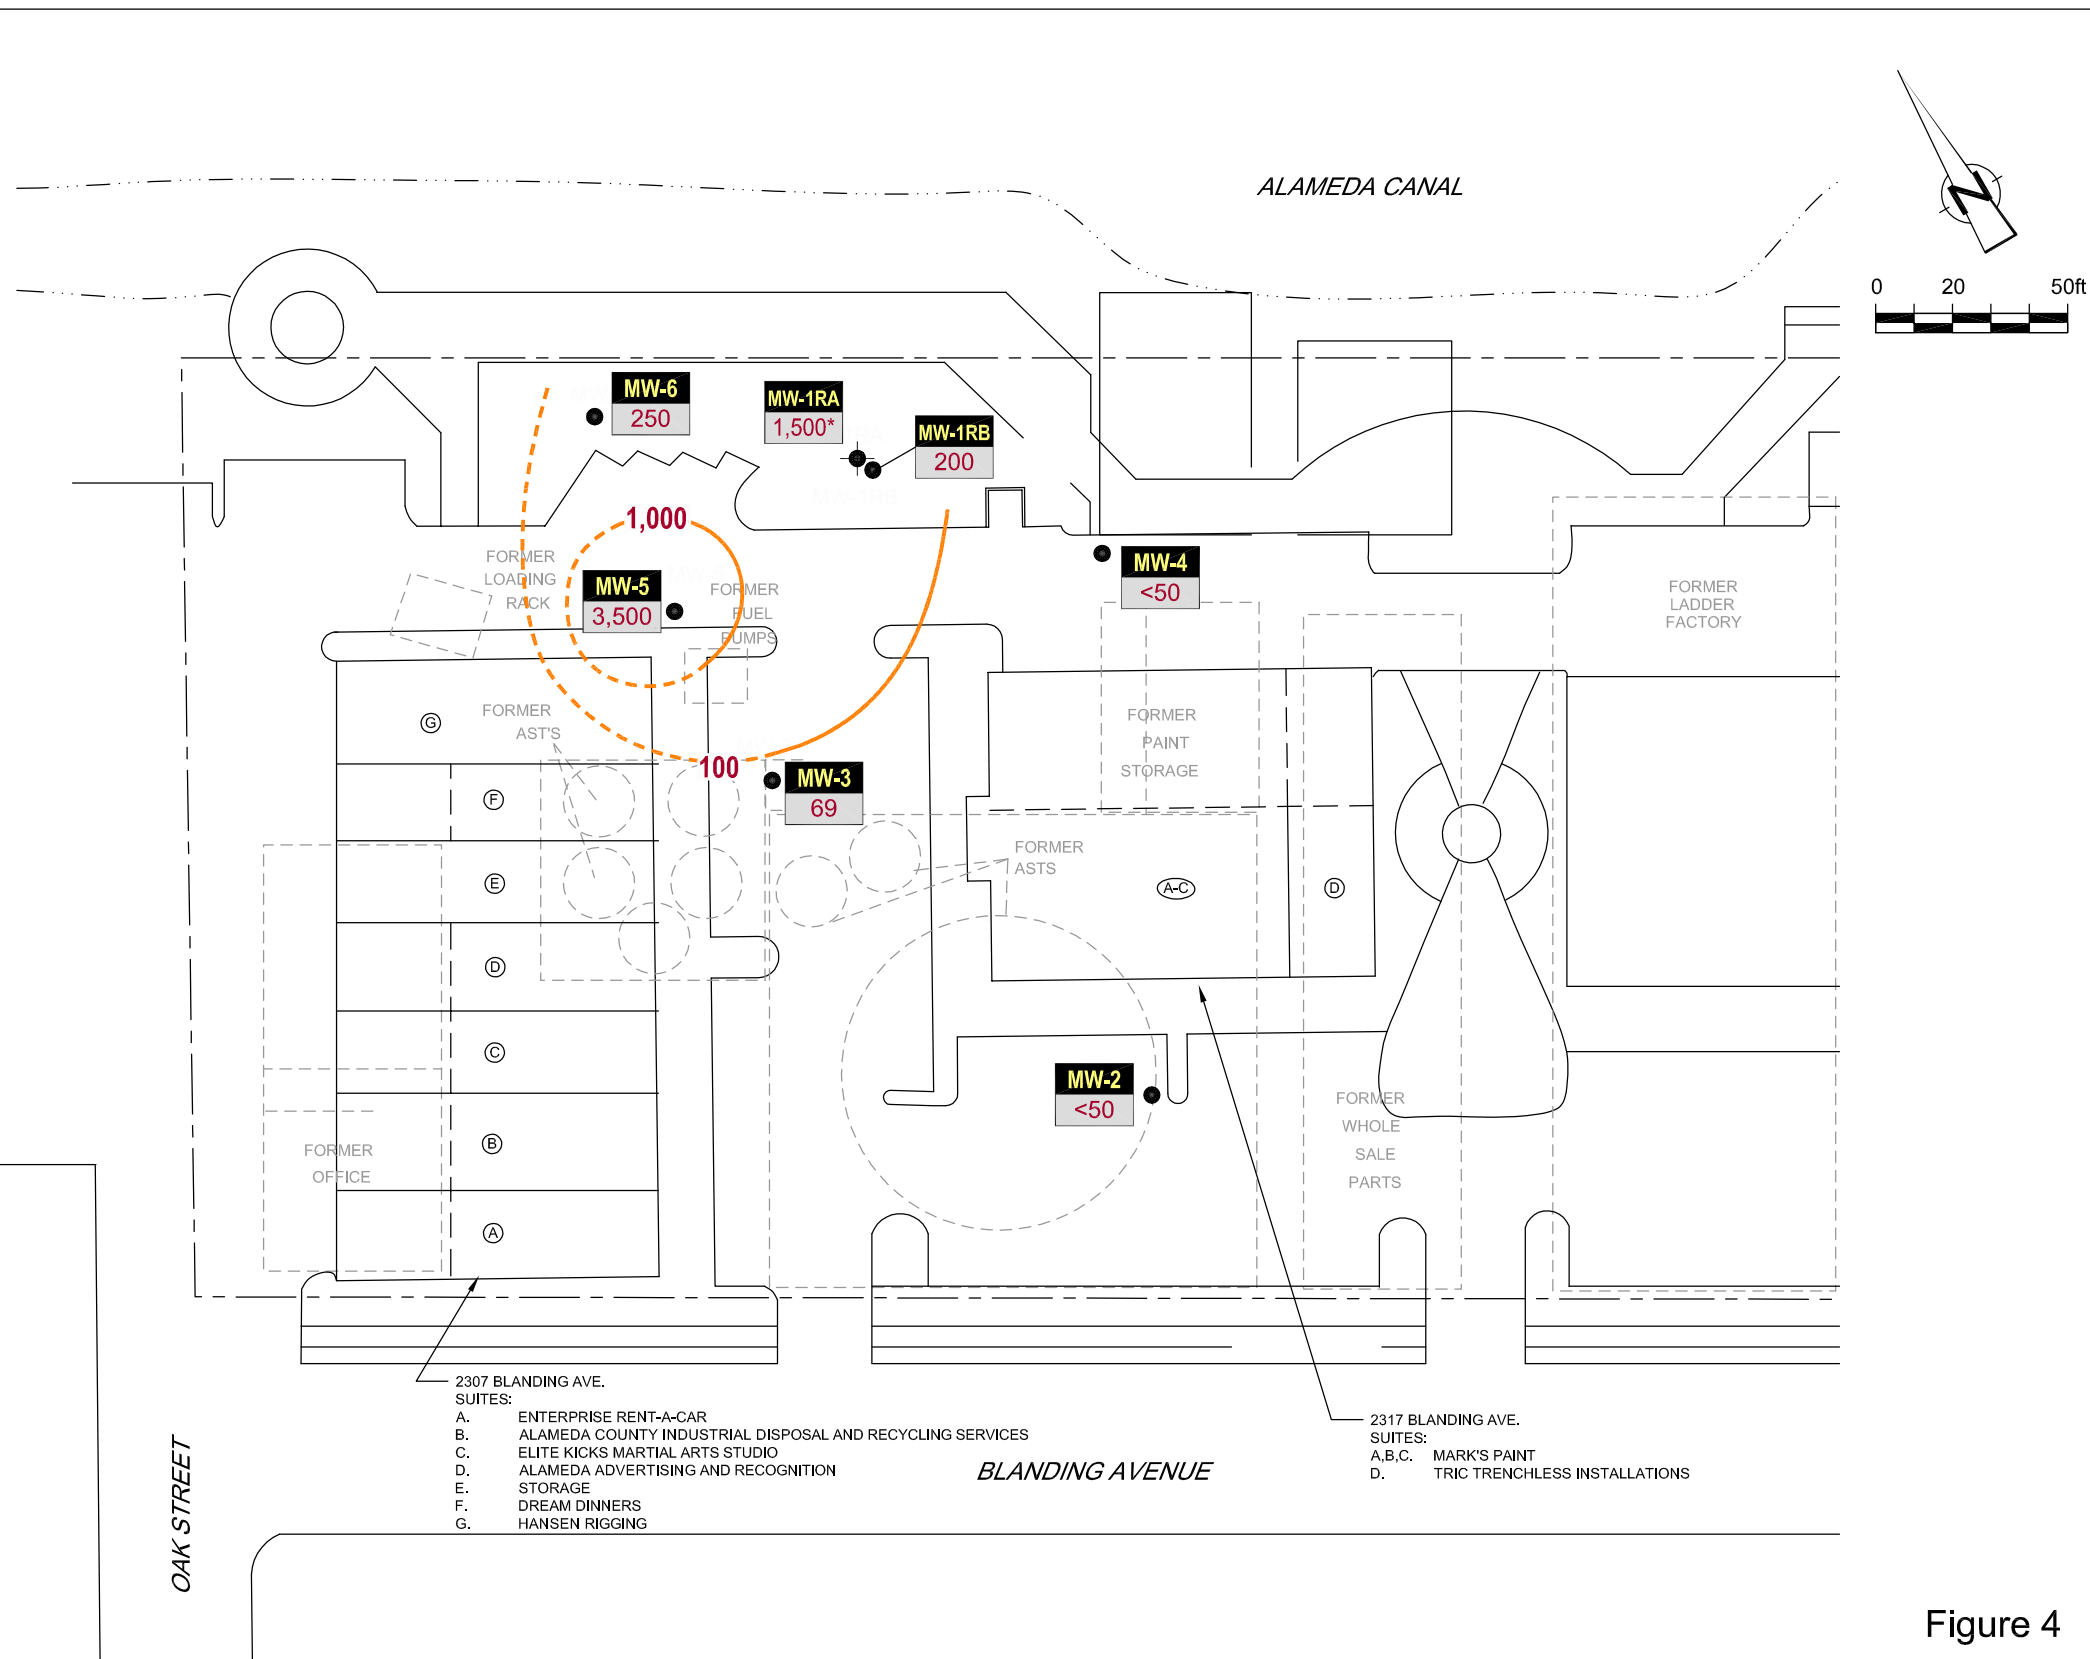 ALAMEDA CANAL
N
0 20 50ft
MW-6
250
MW-1RA
1,500*
MW-1RB
200
1,000
FORMER
LOADING
RACK
MW-5
3,500
FORMER
FUEL
PUMPS
MW-4
<50
FORMER
LADDER
FACTORY
G
FORMER
AST'S
100
MW-3
69
FORMER
PAINT
STORAGE
F
E
FORMER
ASTS
A-C
D
D
C
MW-2
<50
B
FORMER
OFFICE
FORMER
WHOLE
SALE
PARTS
A
2307 BLANDING AVE.
SUITES:
A. ENTERPRISE RENT-A-CAR
B. ALAMEDA COUNTY INDUSTRIAL DISPOSAL AND RECYCLING SERVICES
C. ELITE KICKS MARTIAL ARTS STUDIO
D. ALAMEDA ADVERTISING AND RECOGNITION
E. STORAGE
F. DREAM DINNERS
G. HANSEN RIGGING
BLANDING AVENUE
2317 BLANDING AVE.
SUITES:
A,B,C. MARK'S PAINT
D. TRIC TRENCHLESS INSTALLATIONS
OAK STREET
Figure 4